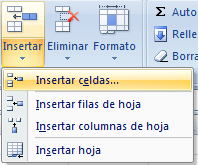 Insertar Eliminar Formato
Σ Auto
Relle
Borra
Insertar celdas...
Insertar filas de hoja
Insertar columnas de hoja
Insertar hoja